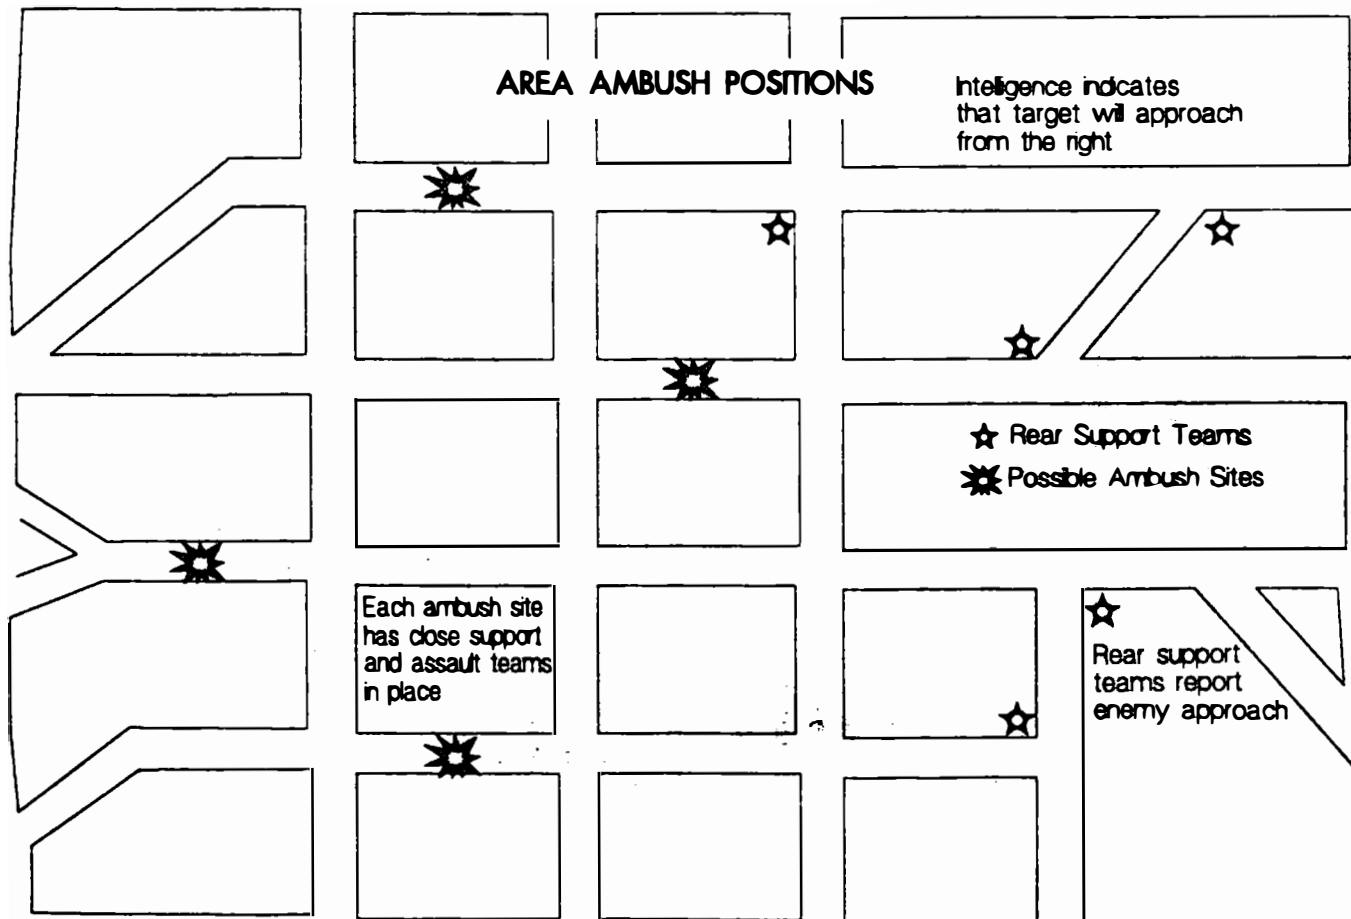 AREA AMBUSH POSITIONS
Intelligence indicates
that target will approach
from the right
Rear Support Teams
Possible Ambush Sites
Each ambush site
has close support
and assault teams
in place
Rear support
teams report
enemy approach